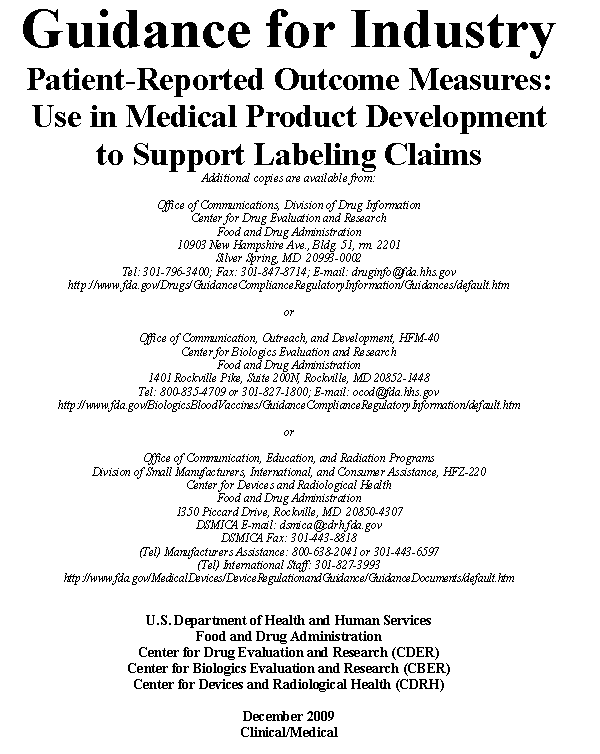 Guidance for Industry
Patient-Reported Outcome Measures:
Use in Medical Product Development
to Support Labeling Claims
Additional copies are available from:
Office of Communications, Division of Drug Information
Center for Drug Evaluation and Research
Food and Drug Administration
10903 New Hampshire Ave., Bldg. 51, rm. 2201
Silver Spring, MD 20993-0002
Tel: 301-796-3400; Fax: 301-847-8714; E-mail: druginfo@fda.hhs.gov
http://www.fda.gov/Drugs/GuidanceComplianceRegulatoryInformation/Guidances/default.htm
or
Office of Communication, Outreach, and Development, HFM-40
Center for Biologics Evaluation and Research
Food and Drug Administration
1401 Rockville Pike, Suite 200N, Rockville, MD 20852-1448
Tel: 800-835-4709 or 301-827-1800; E-mail: ocod@fda.hhs.gov
http://www.fda.gov/BiologicsBloodVaccines/GuidanceComplianceRegulatoryInformation/default.htm
or
Office of Communication, Education, and Radiation Programs
Division of Small Manufacturers, International, and Consumer Assistance, HFZ-220
Center for Devices and Radiological Health
Food and Drug Administration
1350 Piccard Drive, Rockville, MD 20850-4307
DSMICA E-mail: dsmica@cdrh.fda.gov
DSMICA Fax: 301-443-8818
(Tel) Manufacturers Assistance: 800-638-2041 or 301-443-6597
(Tel) International Staff: 301-827-3993
http://www.fda.gov/MedicalDevices/DeviceRegulationandGuidance/GuidanceDocuments/default.htm
U.S. Department of Health and Human Services
Food and Drug Administration
Center for Drug Evaluation and Research (CDER)
Center for Biologics Evaluation and Research (CBER)
Center for Devices and Radiological Health (CDRH)
December 2009
Clinical/Medical